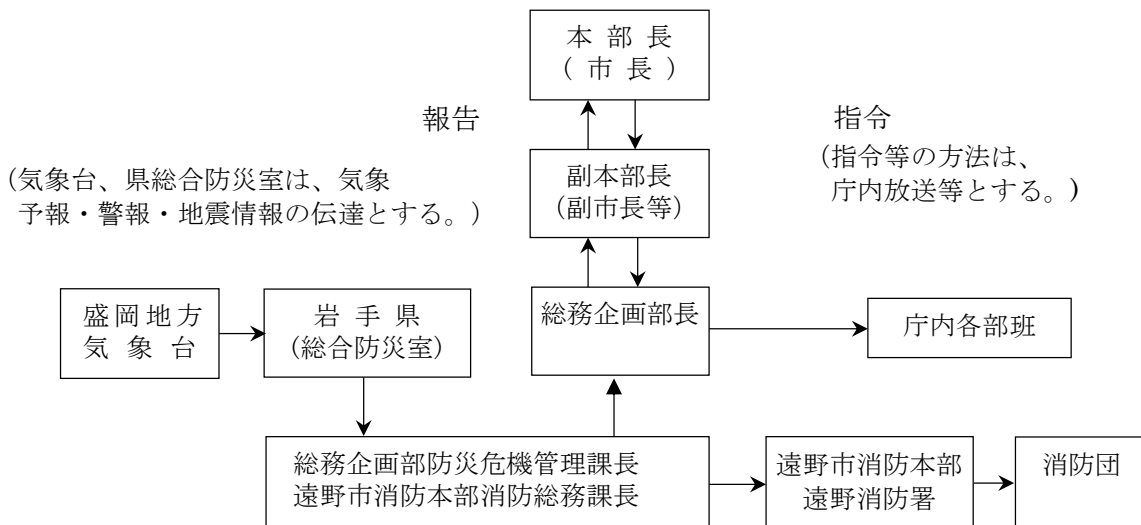 本部長
(市長)
報告
指令
(指令等の方法は、
庁内放送等とする。)
(気象台、県総合防災室は、気象
予報・警報・地震情報の伝達とする。)
副本部長
(副市長等)
盛岡地方
気象台
岩手県
(総合防災室)
総務企画部長
庁内各部班
総務企画部防災危機管理課長
遠野市消防本部消防総務課長
遠野市消防本部
遠野消防署
消防団